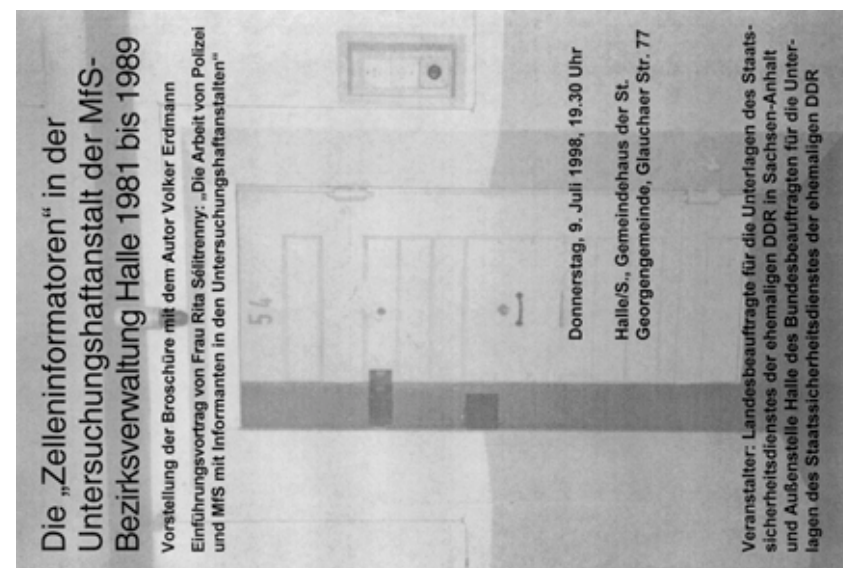 Die „Zelleninformatoren“ in der
Untersuchungshaftanstalt der MfS-
Bezirksverwaltung Halle 1981 bis 1989
Vorstellung der Broschüre mit dem Autor Volker Erdmann
Einführungsvortrag von Frau Rita Sélitrenny: „Die Arbeit von Polizei
und MfS mit Informanten in den Untersuchungshaftanstalten“
54
Donnerstag, 9. Juli 1998, 19.30 Uhr
Halle/S., Gemeindehaus der St.
Georgengemeinde, Glauchaer Str. 77
Veranstalter: Landesbeauftragte für die Unterlagen des Staats-
sicherheitsdienstes der ehemaligen DDR in Sachsen-Anhalt
und Außenstelle Halle des Bundesbeauftragten für die Unter-
lagen des Staatssicherheitsdienstes der ehemaligen DDR